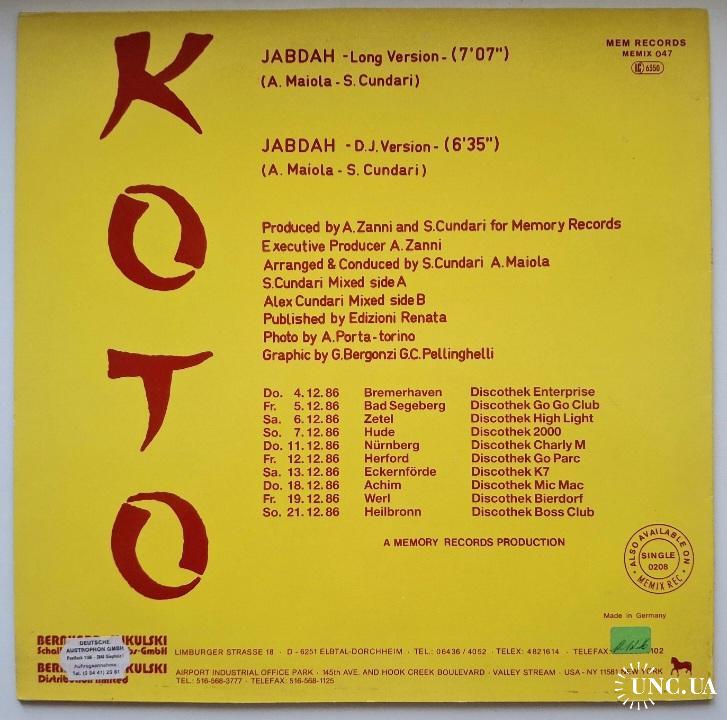 KOTO
JABDAH -Long Version- (7'07")
(A. Maiola - S. Cundari)
JABDAH - D.J. Version - (6'35")
(A. Maiola - S. Cundari)
MEM RECORDS
MEMIX 047
LC 6550
Produced by A. Zanni and S.Cundari for Memory Records
Executive Producer A. Zanni
Arranged & Conduced by S.Cundari A. Maiola
S.Cundari Mixed side A
Alex Cundari Mixed side B
Published by Edizioni Renata
Photo by A. Porta-torino
Graphic by G.Bergonzi G.C. Pellinghelli
Do. 4.12.86 Bremerhaven Discothek Enterprise
Fr. 5.12.86 Bad Segeberg Discothek Go Go Club
Sa. 6.12.86 Zetel Discothek High Light
So. 7.12.86 Hude Discothek 2000
Do. 11.12.86 Nürnberg Discothek Charly M
Fr. 12.12.86 Herford Discothek Go Parc
Sa. 13.12.86 Eckernförde Discothek K7
Do. 18.12.86 Achim Discothek Mic Mac
Fr. 19.12.86 Werl Discothek Bierdorf
So. 21.12.86 Heilbronn Discothek Boss Club
A MEMORY RECORDS PRODUCTION
ALSO AVAILABLE ON
SINGLE
0208
MEMIX REC
Made in Germany
DEUTSCHE
AUSTROPHON GMBH
Auftragsannahme
LIMBURGER STRASSE 18 · D-6251 ELBTAL-DORCHHEIM · TEL.: 06436 / 4052 · TELEX: 4821614 · TELEFAX 102
AIRPORT INDUSTRIAL OFFICE PARK · 145th AVE. AND HOOK CREEK BOULEVARD · VALLEY STREAM · USA - NY 11581 NEW YORK
TEL.: 516-568-3777 · TELEFAX: 516-568-1125
Distribution limited
UNC.UA